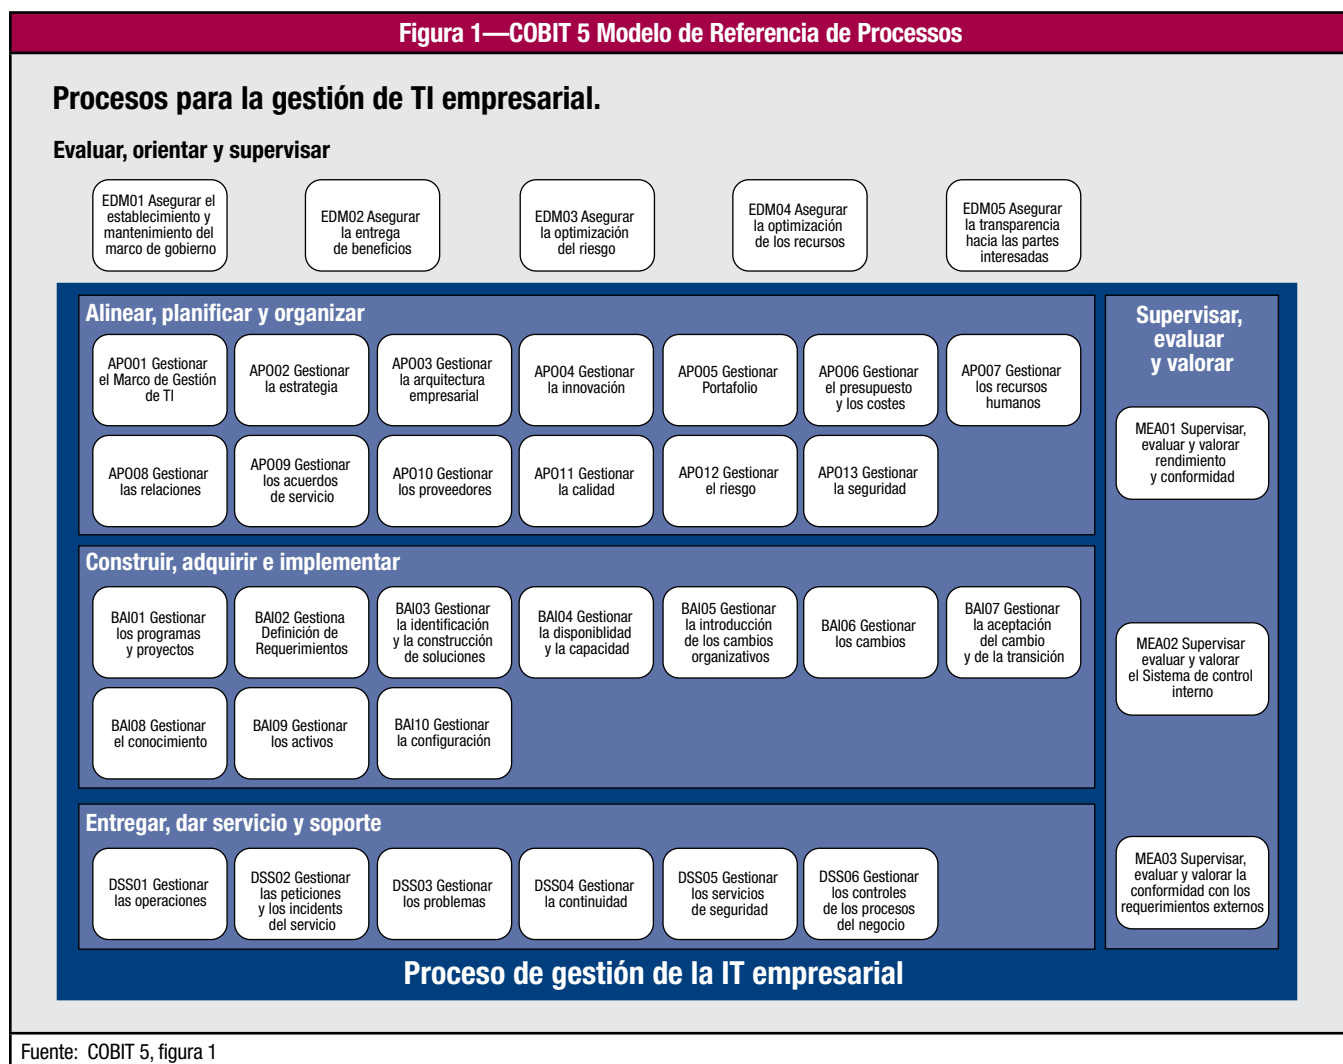 Figura 1—COBIT 5 Modelo de Referencia de Processos
Procesos para la gestión de TI empresarial.
Evaluar, orientar y supervisar
EDM01 Asegurar el
establecimiento y
mantenimiento del
marco de gobierno
EDM02 Asegurar
la entrega
de beneficios
EDM03 Asegurar
la optimización
del riesgo
EDM04 Asegurar
la optimización
de los recursos
EDM05 Asegurar
la transparencia
hacia las partes
interesadas
Alinear, planificar y organizar
APO01 Gestionar
el Marco de Gestión
de TI
APO02 Gestionar
la estrategia
APO03 Gestionar
la arquitectura
empresarial
APO04 Gestionar
la innovación
APO05 Gestionar
Portafolio
APO06 Gestionar
el presupuesto
y los costes
APO07 Gestionar
los recursos
humanos
APO08 Gestionar
las relaciones
APO09 Gestionar
los acuerdos
de servicio
APO10 Gestionar
los proveedores
APO11 Gestionar
la calidad
APO12 Gestionar
el riesgo
APO13 Gestionar
la seguridad
Construir, adquirir e implementar
BAI01 Gestionar
los programas
y proyectos
BAI02 Gestiona
Definición de
Requerimientos
BAI03 Gestionar
la identificación
y la construcción
de soluciones
BAI04 Gestionar
la disponiblidad
y la capacidad
BAI05 Gestionar
la introducción
de los cambios
organizativos
BAI06 Gestionar
los cambios
BAI07 Gestionar
la aceptación
del cambio
y de la transición
BAI08 Gestionar
el conocimiento
BAI09 Gestionar
los activos
BAI10 Gestionar
la configuración
Entregar, dar servicio y soporte
DSS01 Gestionar
las operaciones
DSS02 Gestionar
las peticiones
y los incidents
del servicio
DSS03 Gestionar
los problemas
DSS04 Gestionar
la continuidad
DSS05 Gestionar
los servicios
de seguridad
DSS06 Gestionar
los controles
de los procesos
del negocio
Supervisar,
evaluar
y valorar
MEA01 Supervisar,
evaluar y valorar
rendimiento
y conformidad
MEA02 Supervisar
evaluar y valorar
el Sistema de control
interno
MEA03 Supervisar,
evaluar y valorar la
conformidad con los
requerimientos externos
Proceso de gestión de la IT empresarial
Fuente: COBIT 5, figura 1